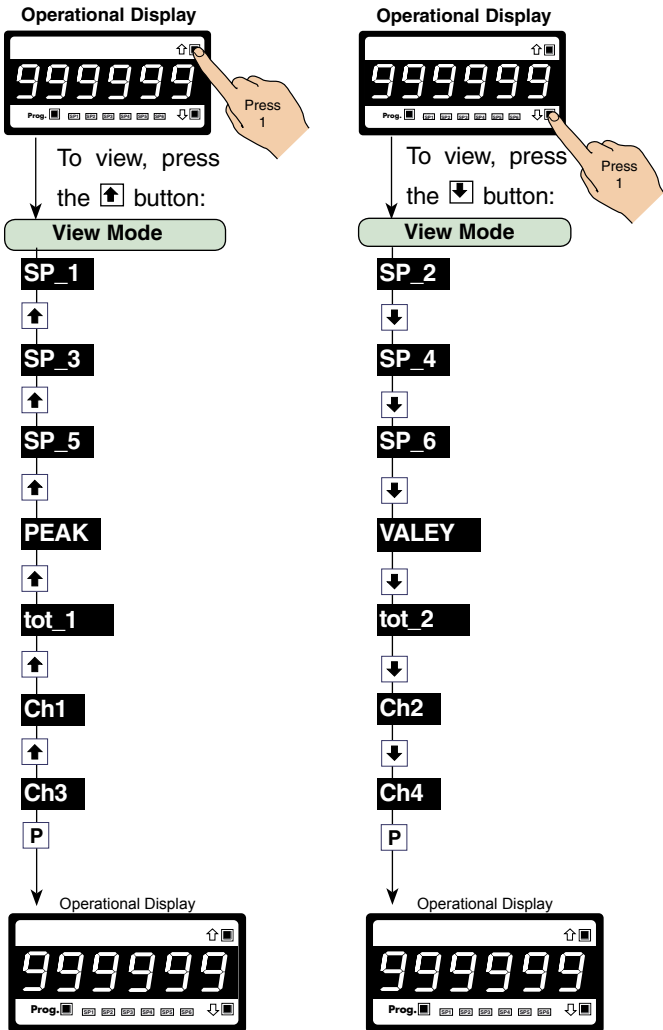 Operational Display
999999
Prog. SP1 SP2 SP3 SP4 SP5 SP6
Press
1
To view, press
the button:
View Mode
SP_1
SP_3
SP_5
PEAK
tot_1
Ch1
Ch3
P
Operational Display
999999
Prog. SP1 SP2 SP3 SP4 SP5 SP6
Operational Display
999999
Prog. SP1 SP2 SP3 SP4 SP5 SP6
Press
1
To view, press
the button:
View Mode
SP_2
SP_4
SP_6
VALEY
tot_2
Ch2
Ch4
P
Operational Display
999999
Prog. SP1 SP2 SP3 SP4 SP5 SP6